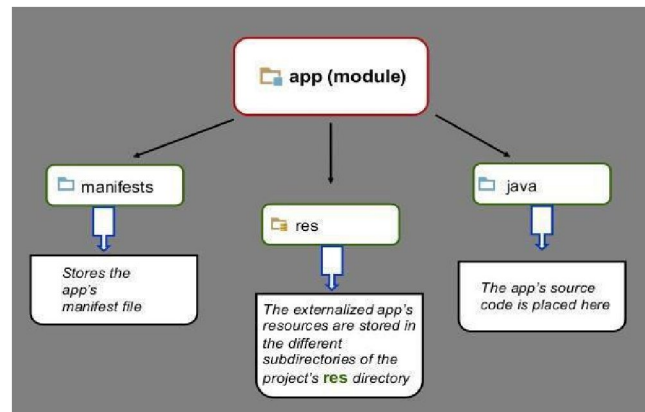 app (module)
manifests
res
java
Stores the
app's
manifest file
The externalized app's
resources are stored in
the different
subdirectories of the
project's res directory
The app's source
code is placed here